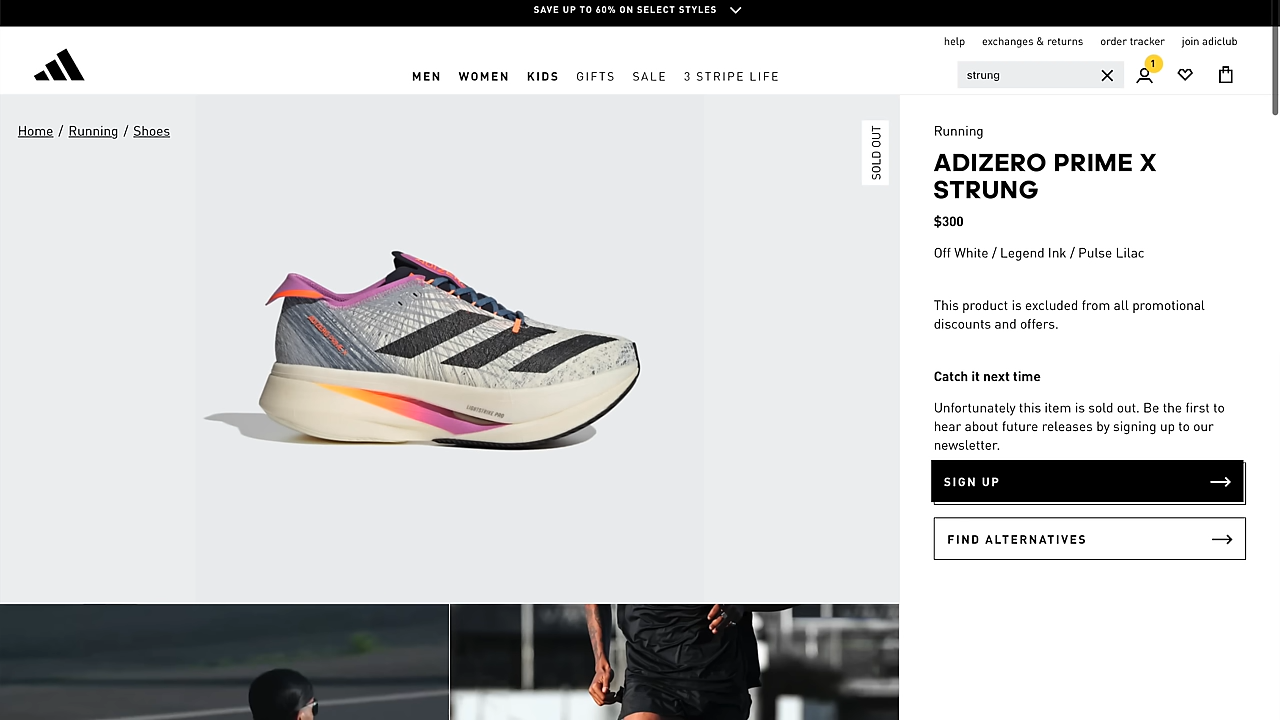 SAVE UP TO 60% ON SELECT STYLES
help exchanges & returns order tracker join adiclub
MEN WOMEN KIDS GIFTS SALE 3 STRIPE LIFE
strung
1
Home / Running / Shoes
SOLD OUT
LIGHTSTRIKE PRO
Running
ADIZERO PRIME X
STRUNG
$300
Off White / Legend Ink / Pulse Lilac
This product is excluded from all promotional
discounts and offers.
Catch it next time
Unfortunately this item is sold out. Be the first to
hear about future releases by signing up to our
newsletter.
SIGN UP
FIND ALTERNATIVES